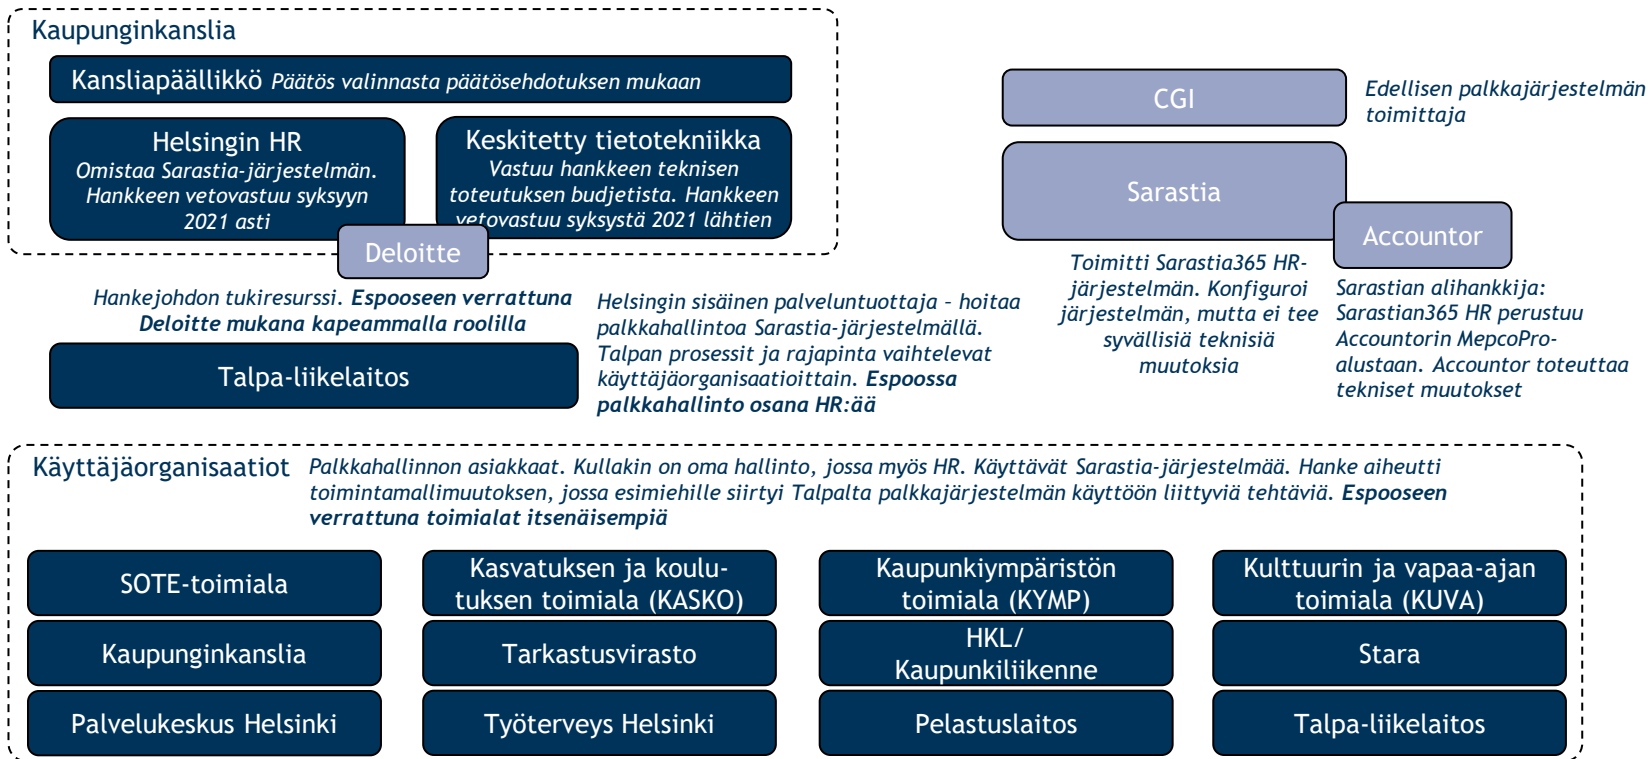 Kaupunginkanslia
Kansliapäällikkö Päätös valinnasta päätösehdotuksen mukaan
Helsingin HR
Omistaa Sarastia-järjestelmän.
Hankkeen vetovastuu syksyyn
2021 asti
Keskitetty tietotekniikka
Vastuu hankkeen teknisen
toteutuksen budjetista. Hankkeen
vetovastuu syksystä 2021 lähtien
Deloitte
Hankejohdon tukiresurssi. Espooseen verrattuna
Deloitte mukana kapeammalla roolilla
Talpa-liikelaitos
Helsingin sisäinen palveluntuottaja – hoitaa
palkkahallintoa Sarastia-järjestelmällä.
Talpan prosessit ja rajapinta vaihtelevat
käyttäjäorganisaatioittain. Espoossa
palkkahallinto osana HR:ää
CGI
Edellisen palkkajärjestelmän
toimittaja
Sarastia
Accountor
Toimitti Sarastia365 HR-
järjestelmän. Konfiguroi
järjestelmän, mutta ei tee
syvällisiä teknisiä
muutoksia
Sarastian alihankkija:
Sarastian365 HR perustuu
Accountorin MepcoPro-
alustaan. Accountor toteuttaa
tekniset muutokset
Käyttäjäorganisaatiot Palkkahallinnon asiakkaat. Kullakin on oma hallinto, jossa myös HR. Käyttävät Sarastia-järjestelmää. Hanke aiheutti
toimintamallimuutoksen, jossa esimiehille siirtyi Talpalta palkkajärjestelmän käyttöön liittyviä tehtäviä. Espooseen
verrattuna toimialat itsenäisempiä
SOTE-toimiala
Kasvatuksen ja koulu-
tuksen toimiala (KASKO)
Kaupunkiympäristön
toimiala (KYMP)
Kulttuurin ja vapaa-ajan
toimiala (KUVA)
Kaupunginkanslia
Tarkastusvirasto
HKL/
Kaupunkiliikenne
Stara
Palvelukeskus Helsinki
Työterveys Helsinki
Pelastuslaitos
Talpa-liikelaitos